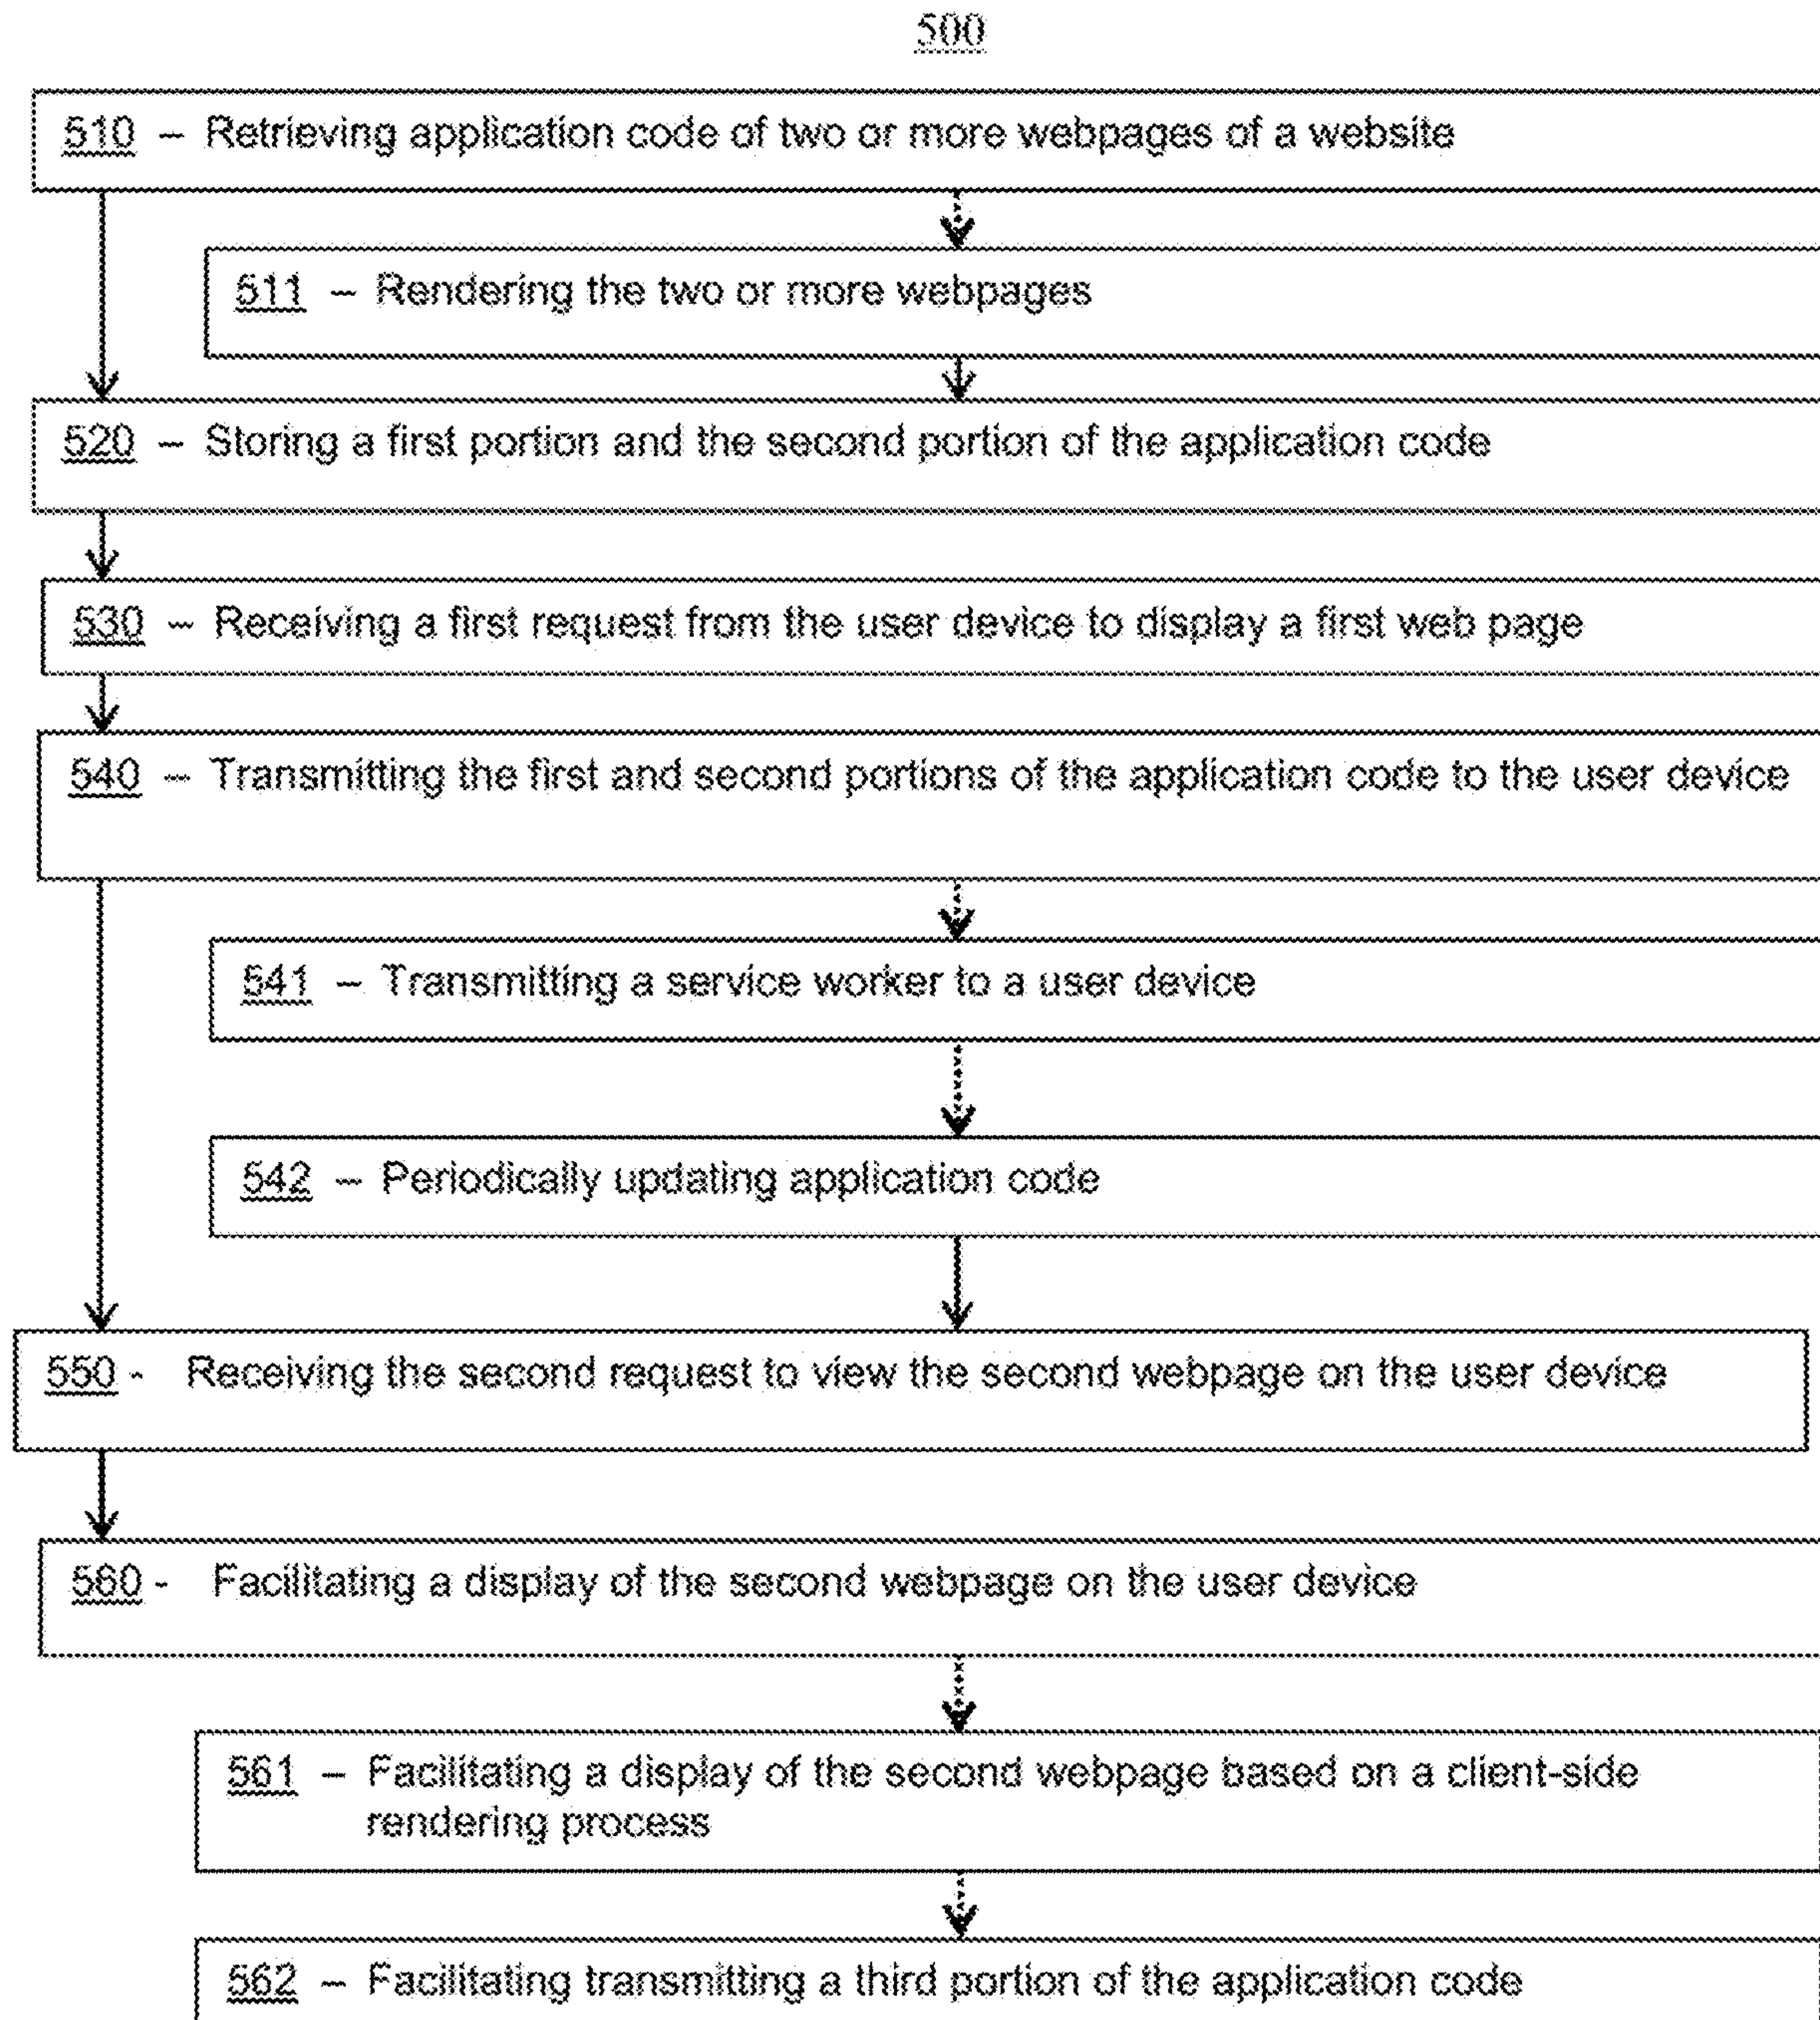 500
510 – Retrieving application code of two or more webpages of a website
511 – Rendering the two or more webpages
520 – Storing a first portion and the second portion of the application code
530 – Receiving a first request from the user device to display a first web page
540 – Transmitting the first and second portions of the application code to the user device
541 – Transmitting a service worker to a user device
542 – Periodically updating application code
550 - Receiving the second request to view the second webpage on the user device
560 - Facilitating a display of the second webpage on the user device
561 – Facilitating a display of the second webpage based on a client-side
rendering process
562 – Facilitating transmitting a third portion of the application code